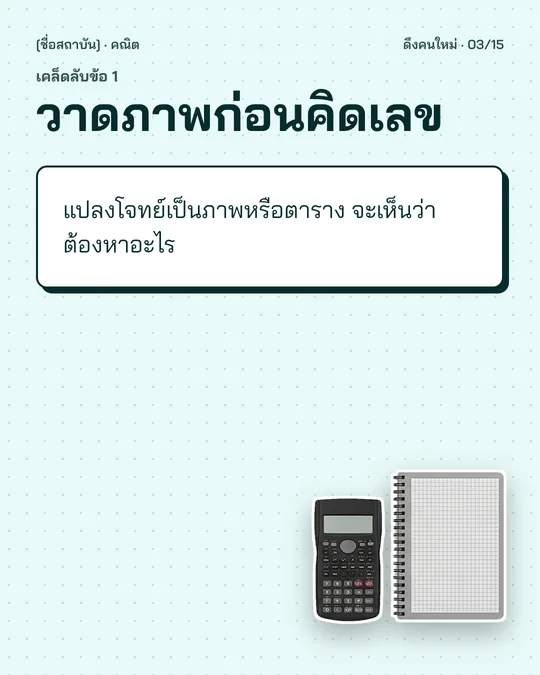 [ชื่อสถาบัน] · คณิต
ดึงคนใหม่ · 03/15
เคล็ดลับข้อ 1
วาดภาพก่อนคิดเลข
แปลงโจทย์เป็นภาพหรือตาราง จะเห็นว่า
ต้องหาอะไร